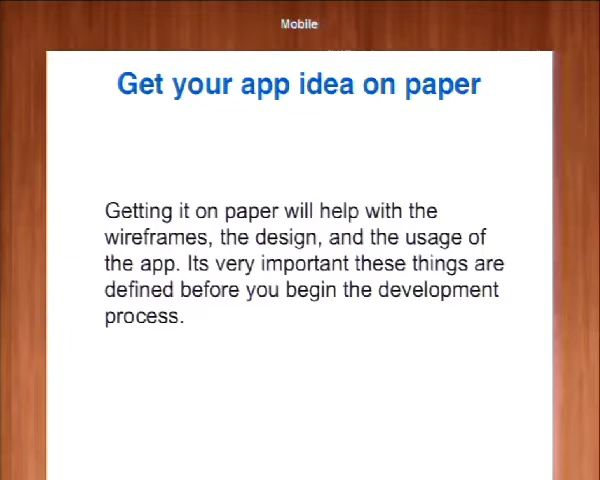 Mobile
Get your app idea on paper
Getting it on paper will help with the
wireframes, the design, and the usage of
the app. Its very important these things are
defined before you begin the development
process.